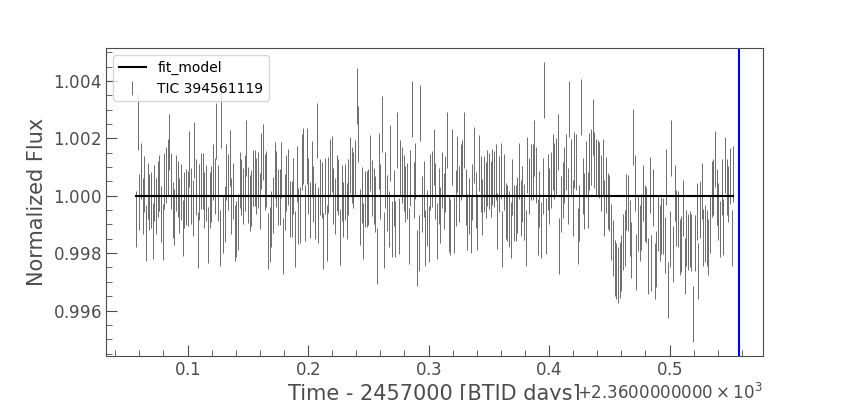 fit_model
TIC 394561119
1.004
1.002
1.000
0.998
0.996
Normalized Flux
0.1 0.2 0.3 0.4 0.5
Time - 2457000 [BTJD days]
+2.3600000000 × 10³